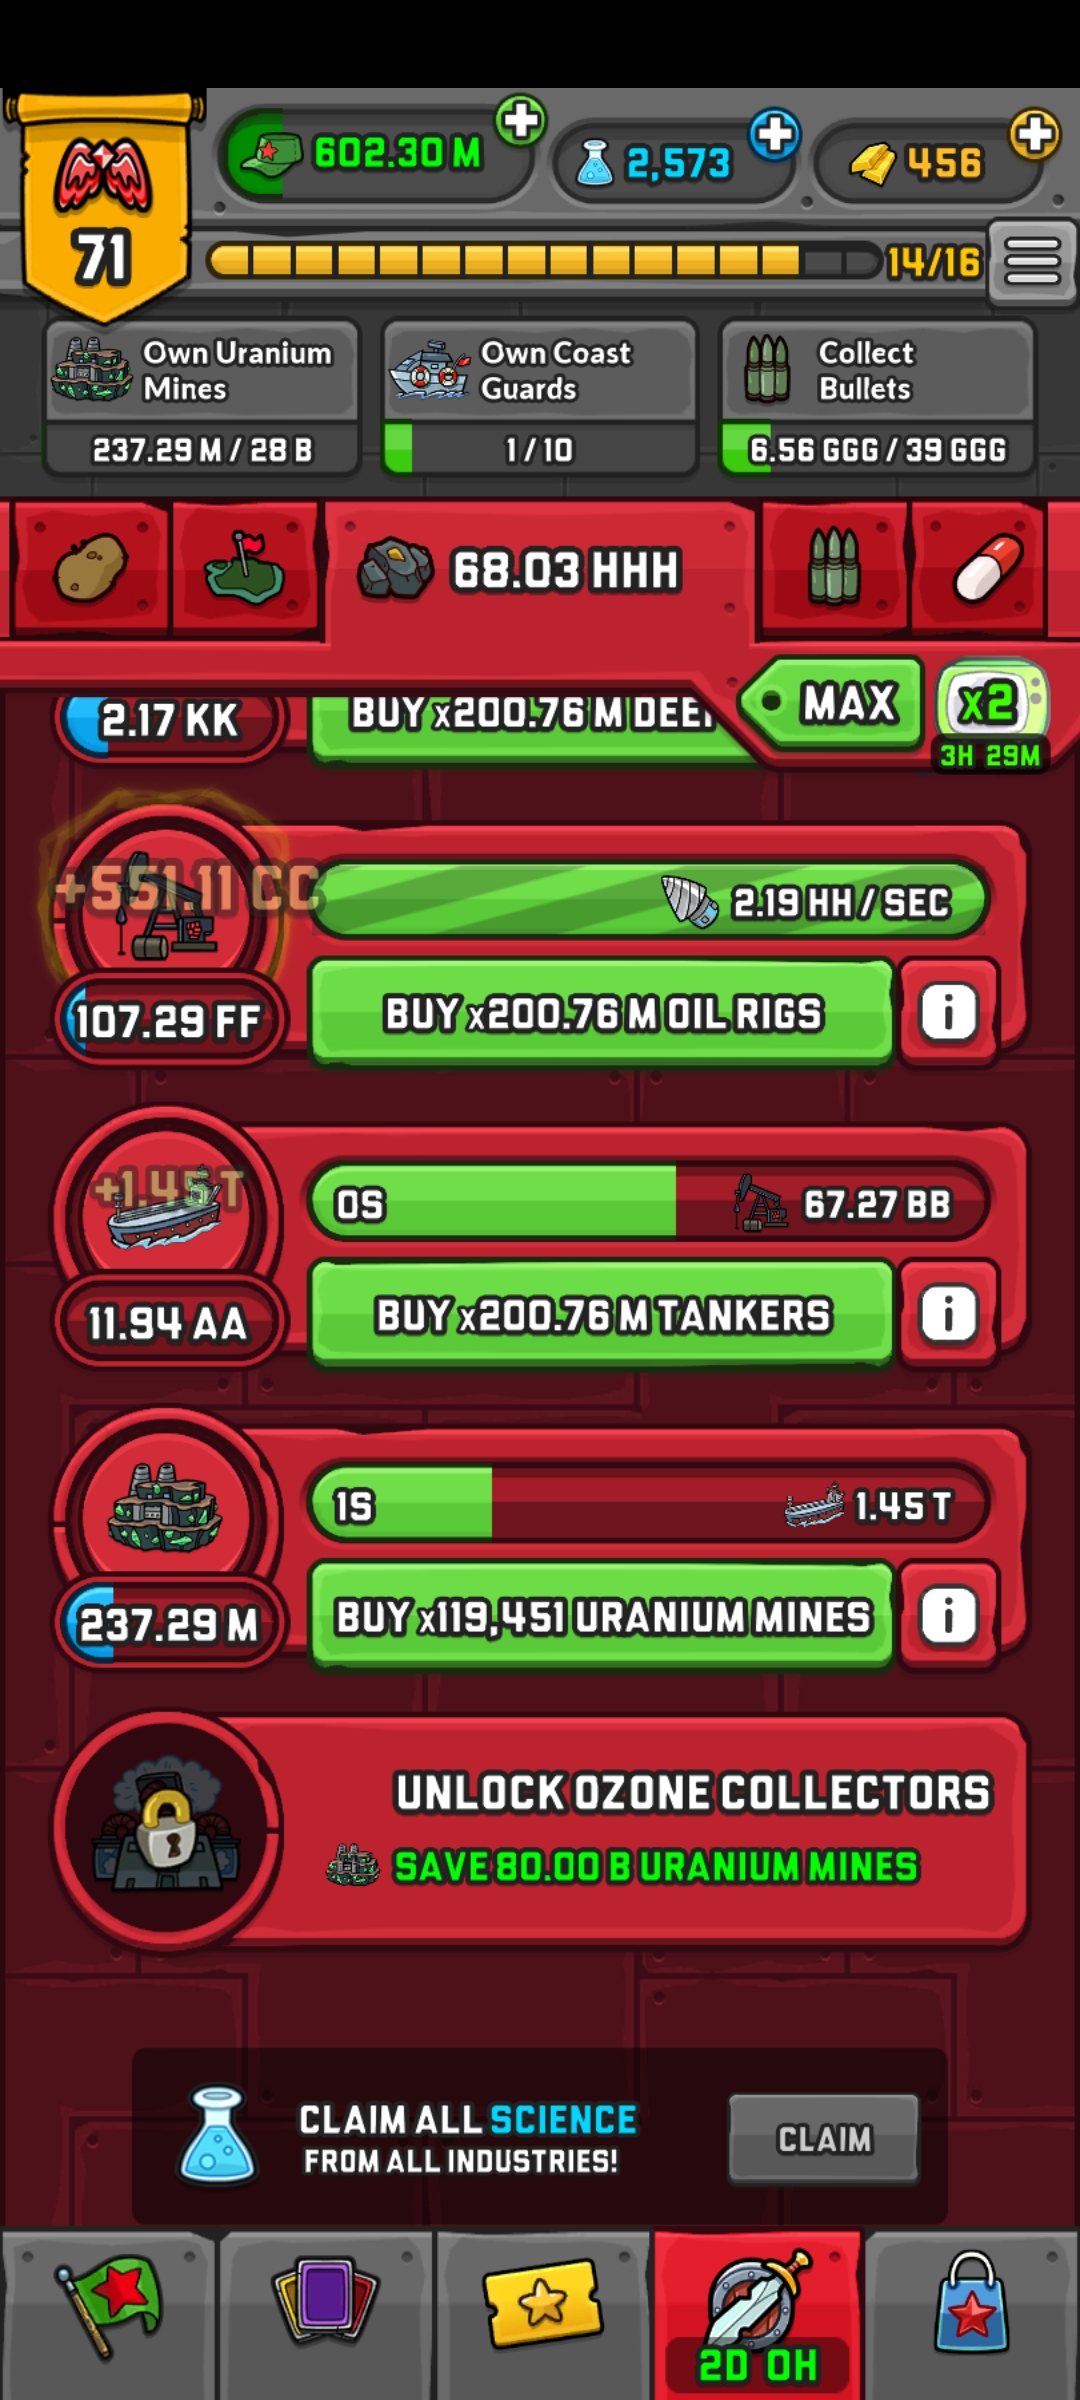 602.30 M
2,573
456
71
14/16
Own Uranium
Mines
237.29 M / 28 B
Own Coast
Guards
1 / 10
Collect
Bullets
6.56 GGG / 39 GGG
68.03 HHH
MAX
x2
3H 29M
2.17 KK
BUY x200.76 M
+551.11 CC
2.19 HH / SEC
107.29 FF
BUY x200.76 M OIL RIGS
i
+1.45 T
0S
67.27 BB
11.94 AA
BUY x200.76 M TANKERS
i
1S
1.45 T
237.29 M
BUY x119,451 URANIUM MINES
i
UNLOCK OZONE COLLECTORS
SAVE 80.00 B URANIUM MINES
CLAIM ALL SCIENCE
FROM ALL INDUSTRIES!
CLAIM
2D 0H